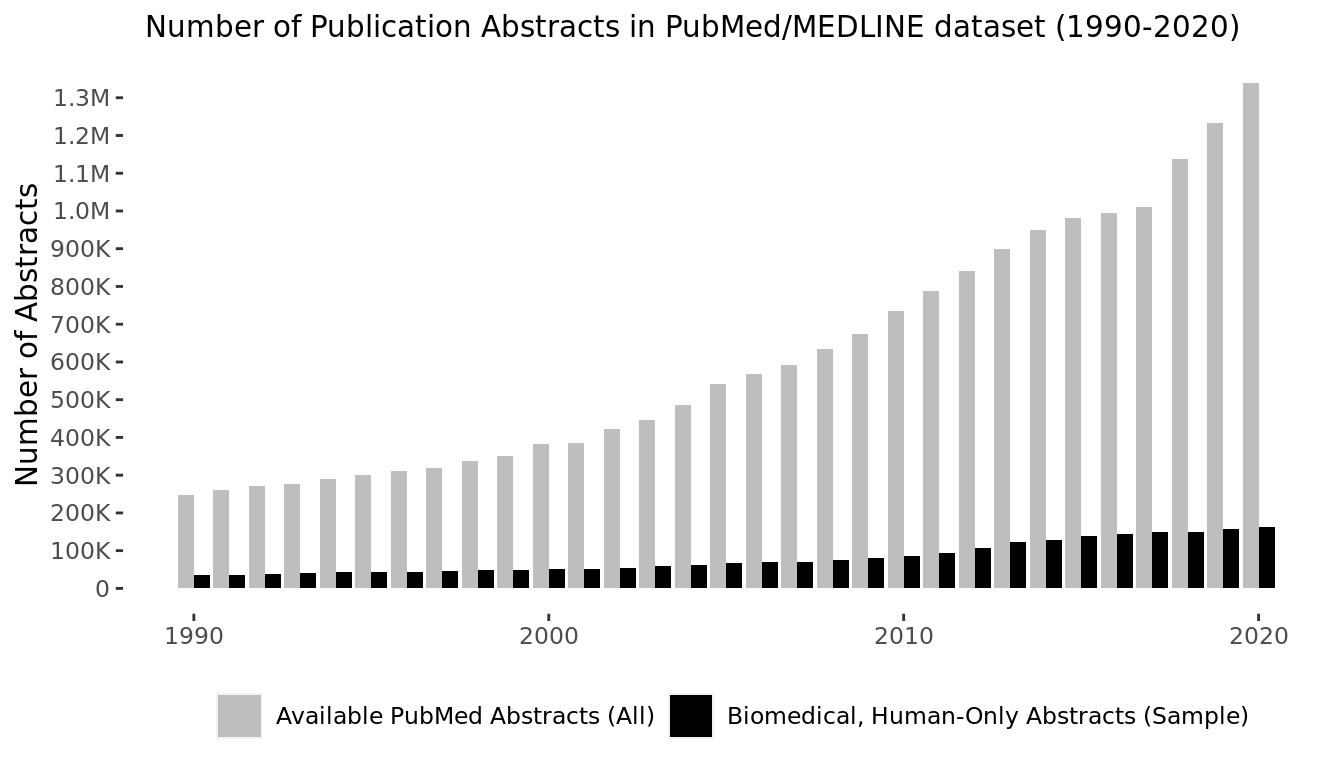 Number of Publication Abstracts in PubMed/MEDLINE dataset (1990-2020)
Number of Abstracts
1.3M
1.2M
1.1M
1.0M
900K
800K
700K
600K
500K
400K
300K
200K
100K
0
1990 2000 2010 2020
Available PubMed Abstracts (All) Biomedical, Human-Only Abstracts (Sample)